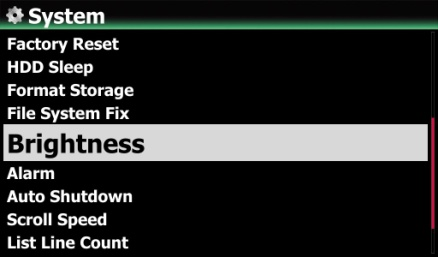 System
Factory Reset
HDD Sleep
Format Storage
File System Fix
Brightness
Alarm
Auto Shutdown
Scroll Speed
List Line Count